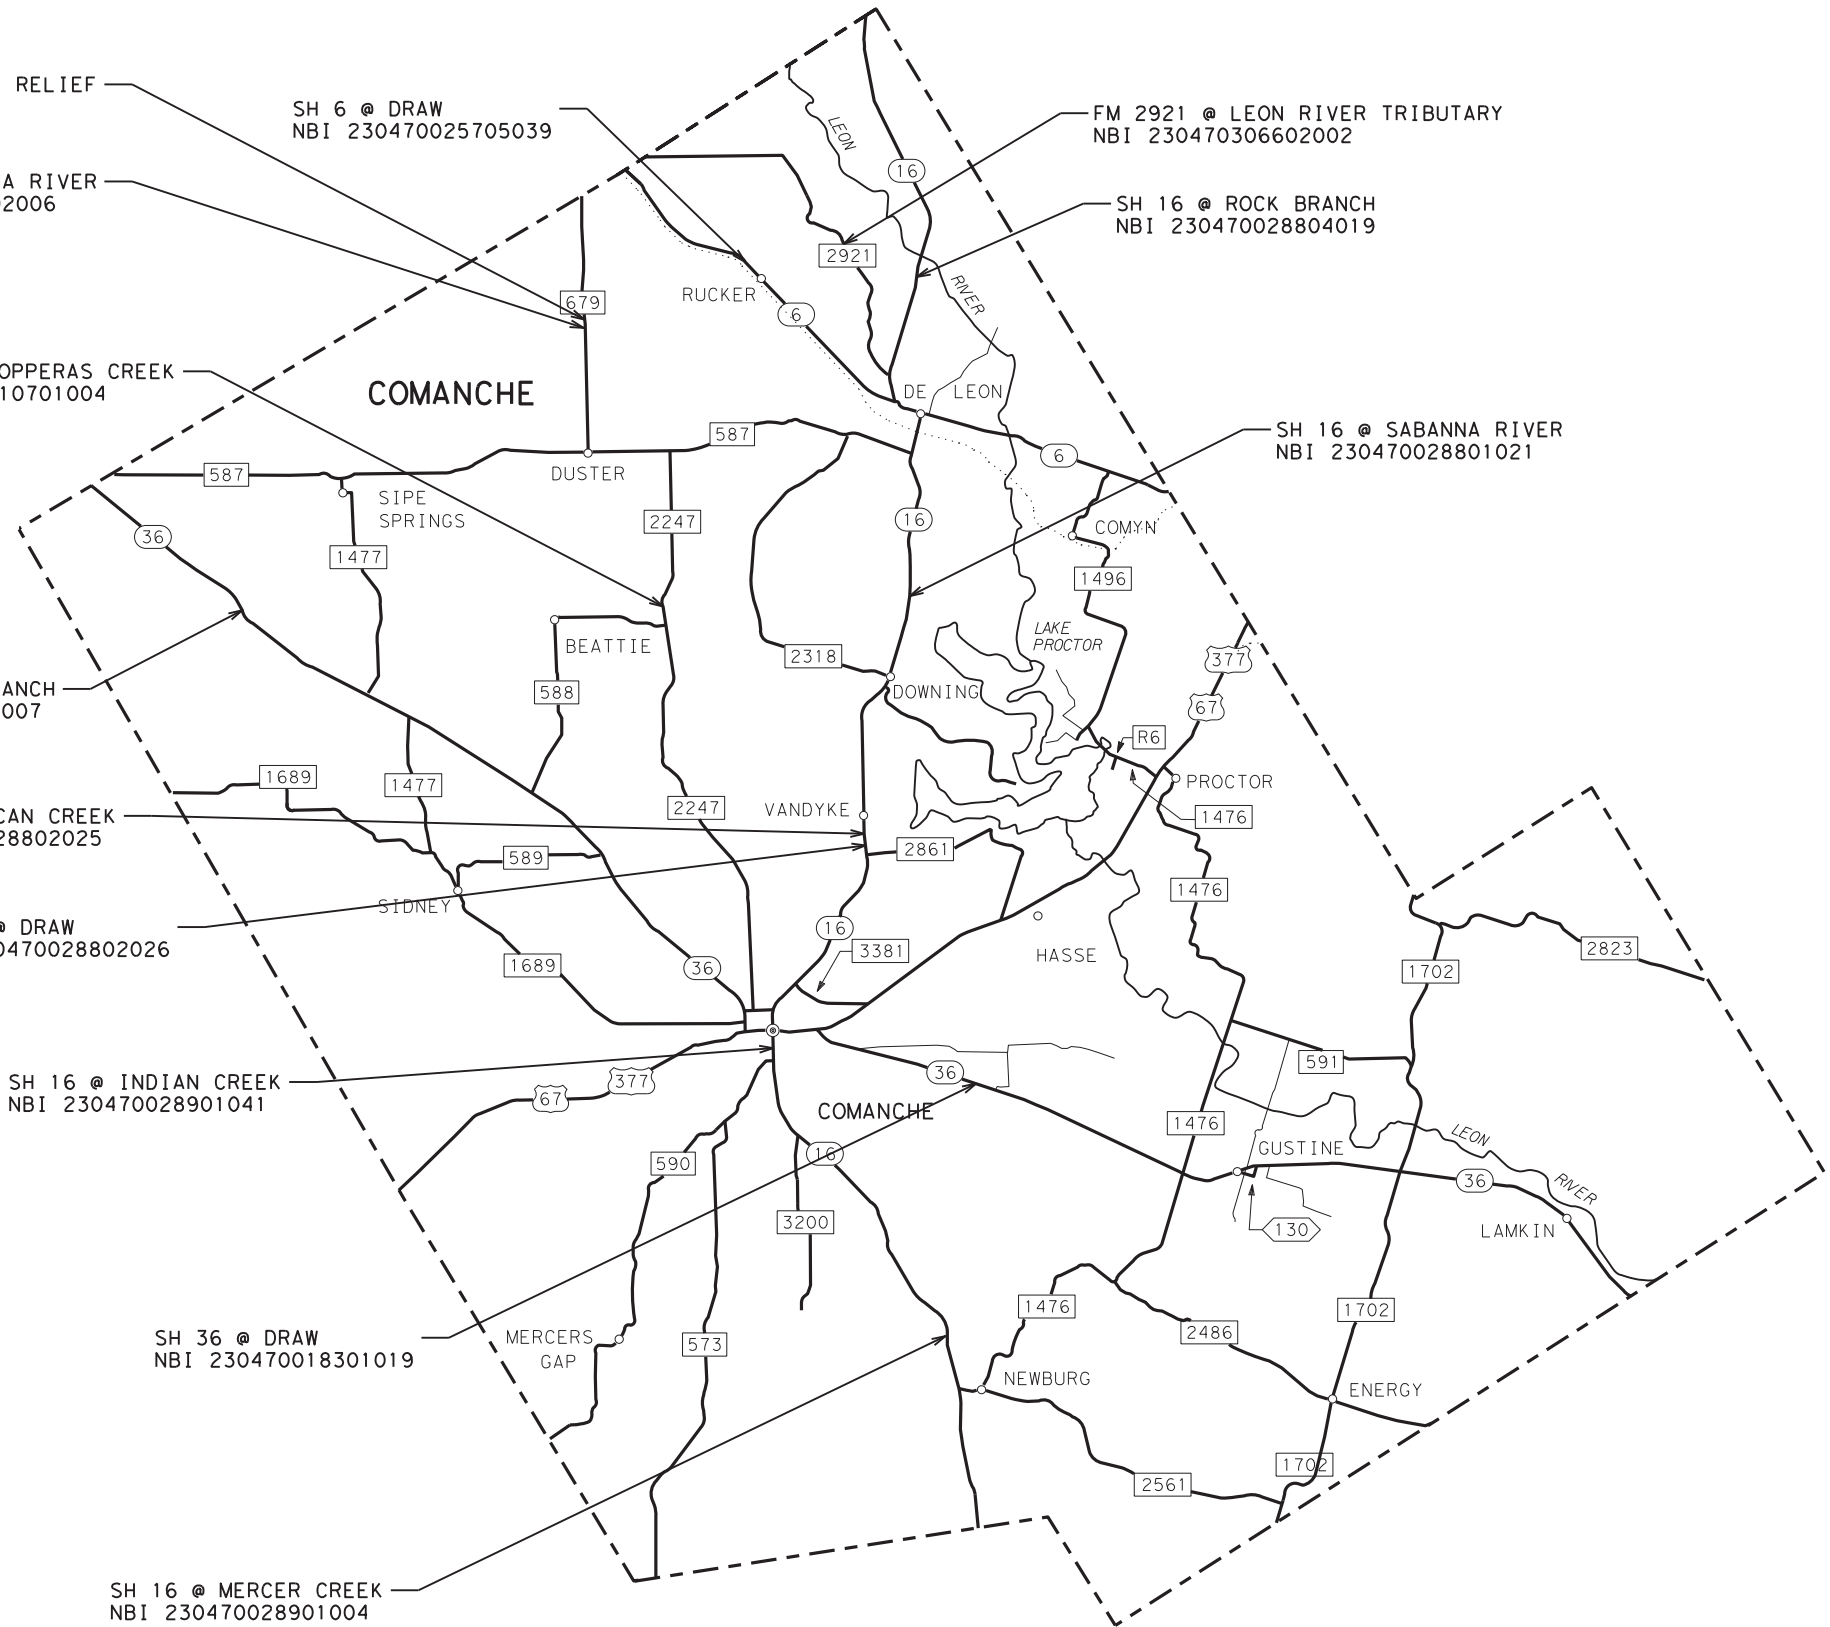 RELIEF
SH 6 @ DRAW
NBI 230470025705039
FM 2921 @ LEON RIVER TRIBUTARY
NBI 230470306602002
LEON
16
A RIVER
2006
SH 16 @ ROCK BRANCH
NBI 230470028804019
2921
RUCKER
RIVER
679
6
OPPERAS CREEK
10701004
COMANCHE
DE LEON
587
SH 16 @ SABANNA RIVER
NBI 230470028801021
6
587
DUSTER
SIPE
SPRINGS
2247
16
COMYN
36
1477
1496
BEATTIE
LAKE
PROCTOR
2318
377
ANCH
007
588
DOWNING
67
R6
1689
1477
PROCTOR
2247
VANDYKE
1476
CAN CREEK
28802025
2861
589
1476
SIDNEY
@ DRAW
0470028802026
16
3381
HASSE
2823
1689
36
1702
SH 16 @ INDIAN CREEK
NBI 230470028901041
377
67
36
591
COMANCHE
1476
LEON
GUSTINE
16
590
36
RIVER
3200
130
LAMKIN
1476
1702
SH 36 @ DRAW
NBI 230470018301019
MERCERS
GAP
573
2486
NEWBURG
ENERGY
1702
2561
SH 16 @ MERCER CREEK
NBI 230470028901004